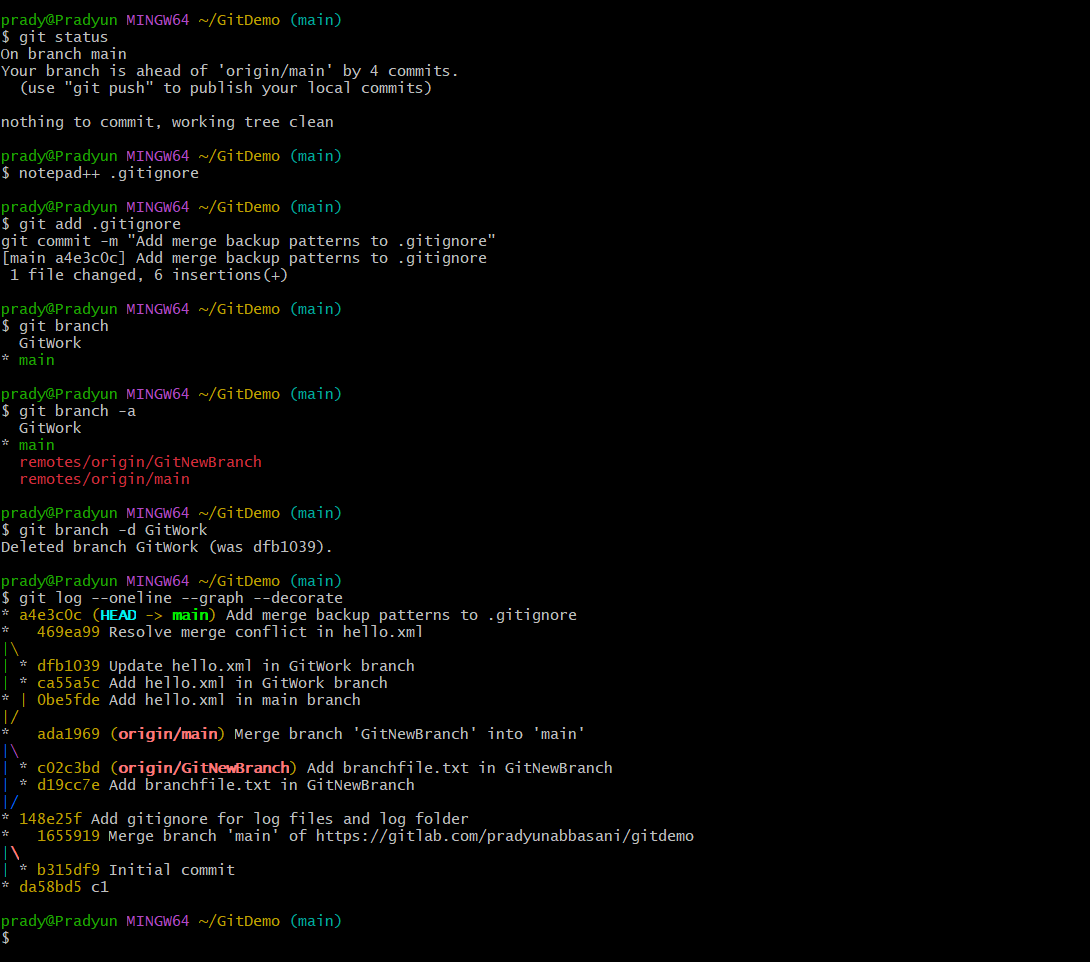 prady@Pradyun MINGW64 ~/GitDemo (main)
$ git status
On branch main
Your branch is ahead of 'origin/main' by 4 commits.
  (use "git push" to publish your local commits)

nothing to commit, working tree clean

prady@Pradyun MINGW64 ~/GitDemo (main)
$ notepad++ .gitignore

prady@Pradyun MINGW64 ~/GitDemo (main)
$ git add .gitignore
git commit -m "Add merge backup patterns to .gitignore"
[main a4e3c0c] Add merge backup patterns to .gitignore
 1 file changed, 6 insertions(+)

prady@Pradyun MINGW64 ~/GitDemo (main)
$ git branch
  GitWork
* main

prady@Pradyun MINGW64 ~/GitDemo (main)
$ git branch -a
  GitWork
* main
  remotes/origin/GitNewBranch
  remotes/origin/main

prady@Pradyun MINGW64 ~/GitDemo (main)
$ git branch -d GitWork
Deleted branch GitWork (was dfb1039).

prady@Pradyun MINGW64 ~/GitDemo (main)
$ git log --oneline --graph --decorate
* a4e3c0c (HEAD -> main) Add merge backup patterns to .gitignore
*   469ea99 Resolve merge conflict in hello.xml
|\
| * dfb1039 Update hello.xml in GitWork branch
| * ca55a5c Add hello.xml in GitWork branch
* | 0be5fde Add hello.xml in main branch
|/
*   ada1969 (origin/main) Merge branch 'GitNewBranch' into 'main'
|\
| * c02c3bd (origin/GitNewBranch) Add branchfile.txt in GitNewBranch
| * d19cc7e Add branchfile.txt in GitNewBranch
|/
* 148e25f Add gitignore for log files and log folder
*   1655919 Merge branch 'main' of https://gitlab.com/pradyunabbasani/gitdemo
|\
| * b315df9 Initial commit
* da58bd5 c1

prady@Pradyun MINGW64 ~/GitDemo (main)
$